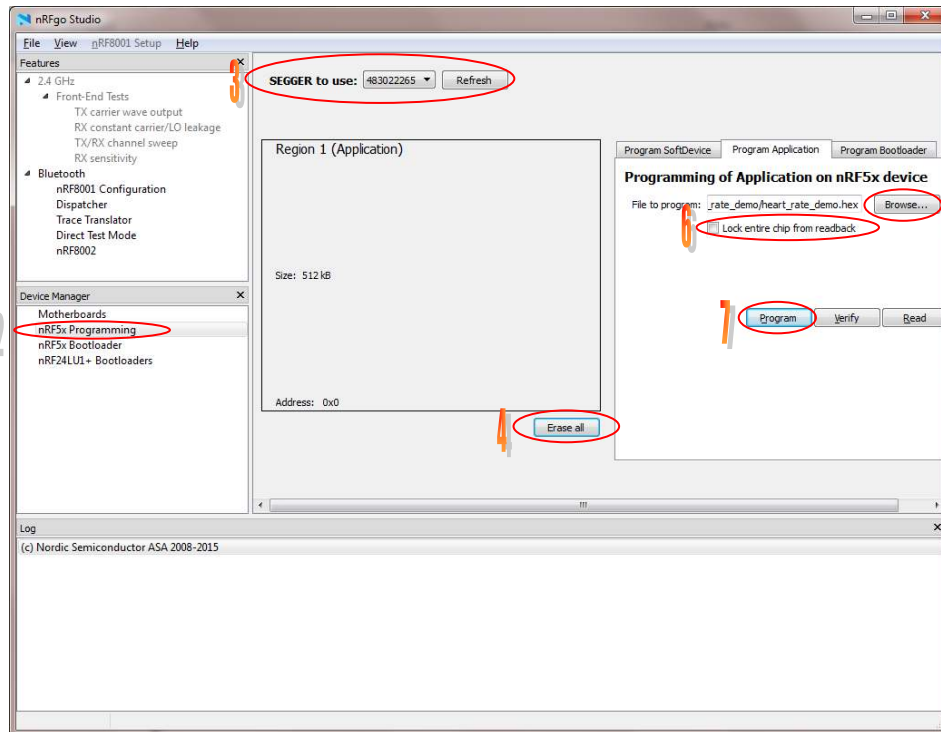 nRFgo Studio
File View nRF8001 Setup Help
Features
2.4 GHz
Front-End Tests
TX carrier wave output
RX constant carrier/LO leakage
TX/RX channel sweep
RX sensitivity
Bluetooth
nRF8001 Configuration
Dispatcher
Trace Translator
Direct Test Mode
nRF8002
Device Manager
Motherboards
2
nRF5x Programming
nRF5x Bootloader
nRF24LU1+ Bootloaders
3
SEGGER to use: 483022265 Refresh
Region 1 (Application)
Size: 512 kB
Address: 0x0
4
Erase all
Program SoftDevice Program Application Program Bootloader
Programming of Application on nRF5x device
File to program: _rate_demo/heart_rate_demo.hex Browse...
6
Lock entire chip from readback
7
Program Verify Read
Log
(c) Nordic Semiconductor ASA 2008-2015